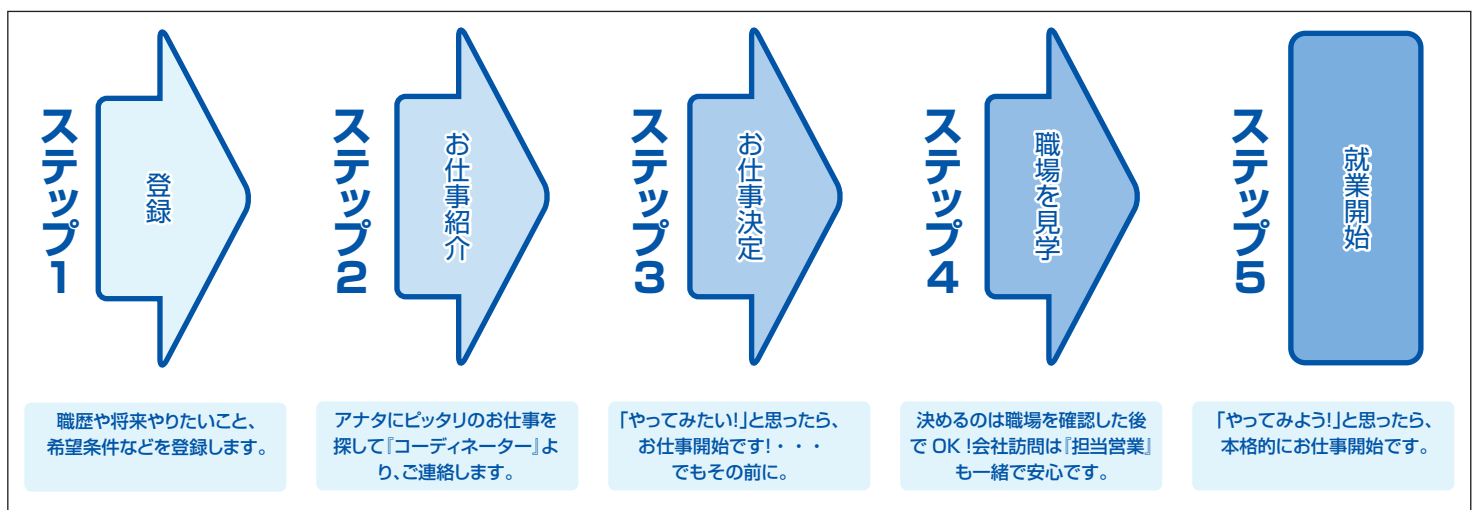 ステップ1
登録
職歴や将来やりたいこと、
希望条件などを登録します。
ステップ2
お仕事紹介
アナタにピッタリのお仕事を
探して『コーディネーター』よ
り、ご連絡します。
ステップ3
お仕事決定
「やってみたい!」と思ったら、
お仕事開始です!・・・
でもその前に。
ステップ4
職場を見学
決めるのは職場を確認した後
で OK !会社訪問は『担当営業』
も一緒で安心です。
ステップ5
就業開始
「やってみよう!」と思ったら、
本格的にお仕事開始です。